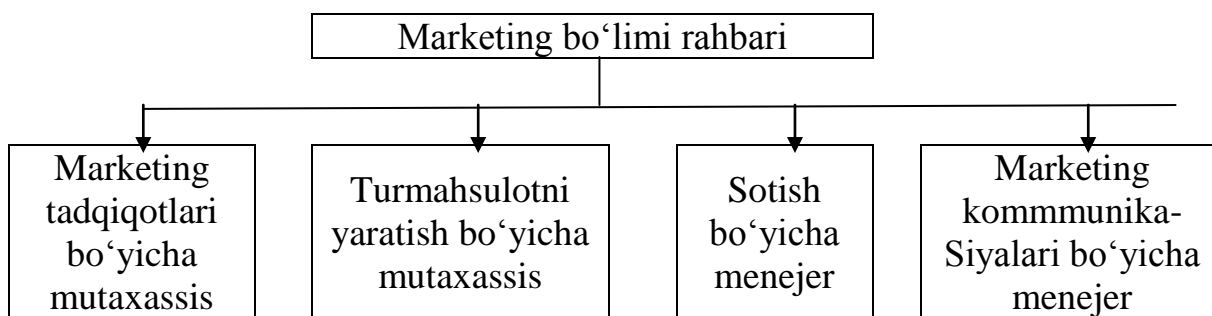 Marketing bo‘limi rahbari
Marketing
tadqiqotlari
bo‘yicha
mutaxassis
Turmahsulotni
yaratish bo‘yicha
mutaxassis
Sotish
bo‘yicha
menejer
Marketing
kommmunika-
Siyalari bo‘yicha
menejer